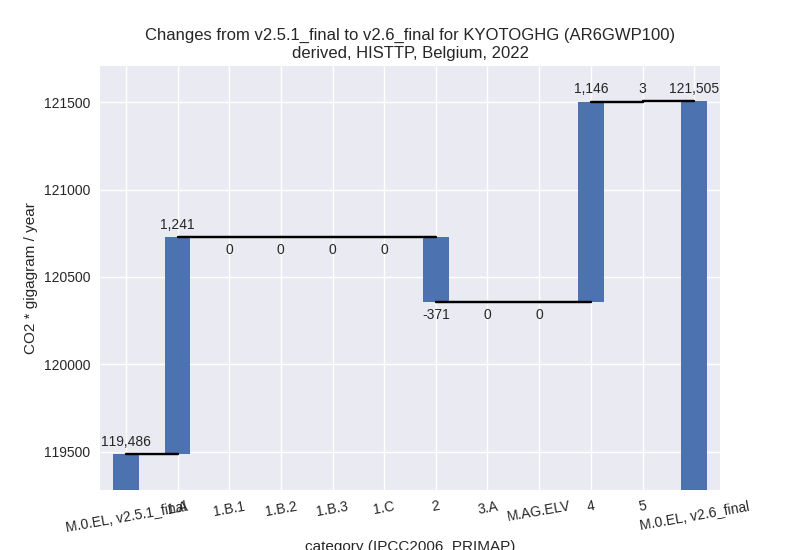 Changes from v2.5.1_final to v2.6_final for KYOTOGHG (AR6GWP100)
derived, HISTTP, Belgium, 2022
CO2 * gigagram / year
121500
121000
120500
120000
119500
119,486
1,241
0
0
0
0
-371
0
0
1,146
3
121,505
M.0.EL, v2.5.1_final
1.A
1.B.1
1.B.2
1.B.3
1.C
2
3.A
M.AG.ELV
4
5
M.0.EL, v2.6_final
category (IPCC2006_PRIMAP)